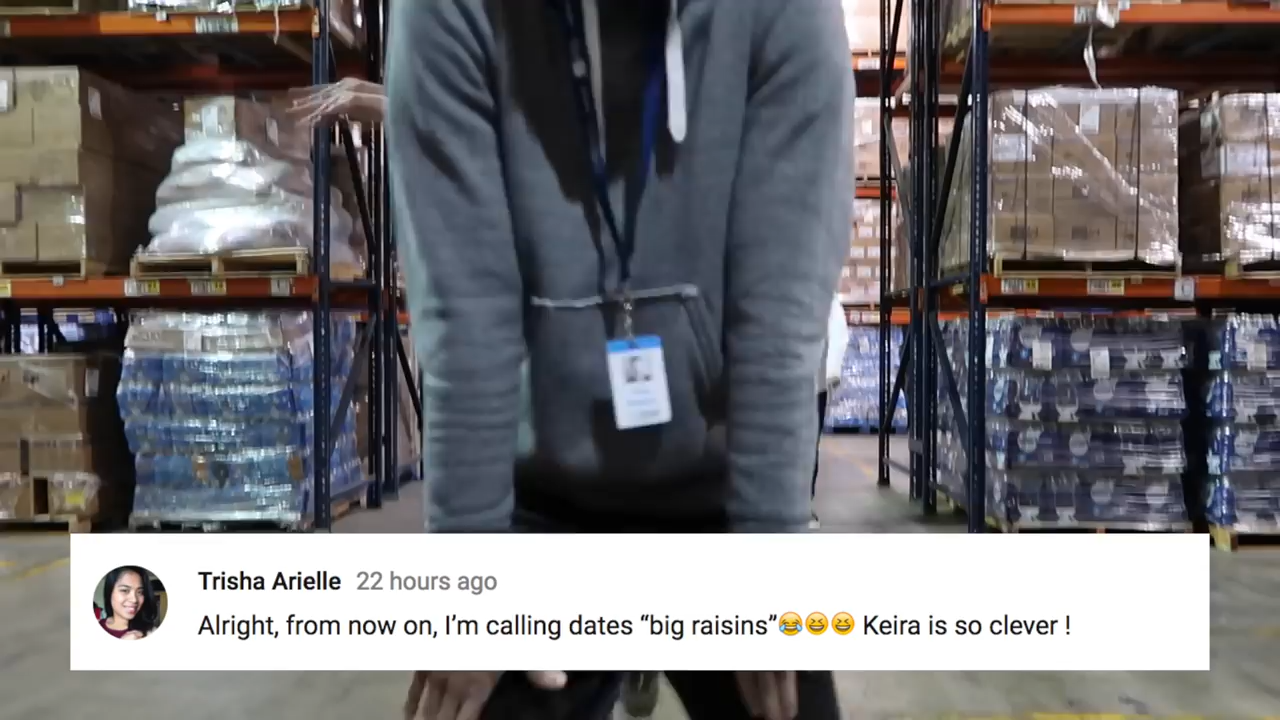 Trisha Arielle 22 hours ago
Alright, from now on, I’m calling dates “big raisins”😂😆😆 Keira is so clever !